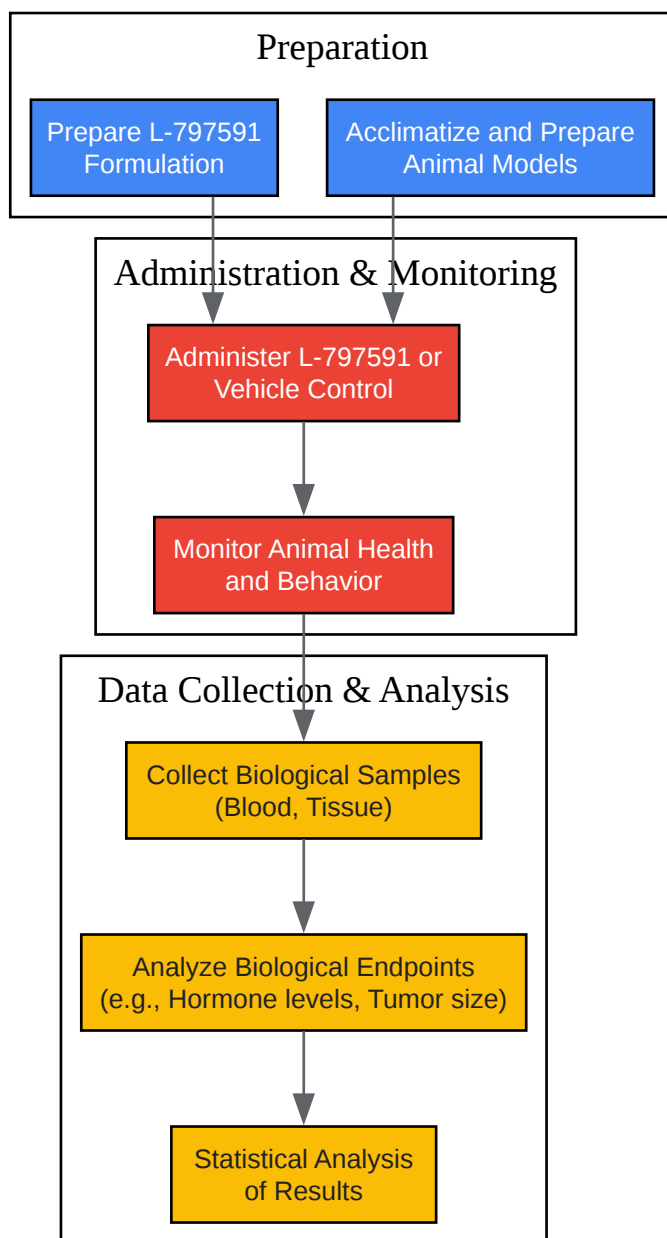 Preparation
Prepare L-797591
Formulation
Acclimatize and Prepare
Animal Models
Administration & Monitoring
Administer L-797591 or
Vehicle Control
Monitor Animal Health
and Behavior
Data Collection & Analysis
Collect Biological Samples
(Blood, Tissue)
Analyze Biological Endpoints
(e.g., Hormone levels, Tumor size)
Statistical Analysis
of Results